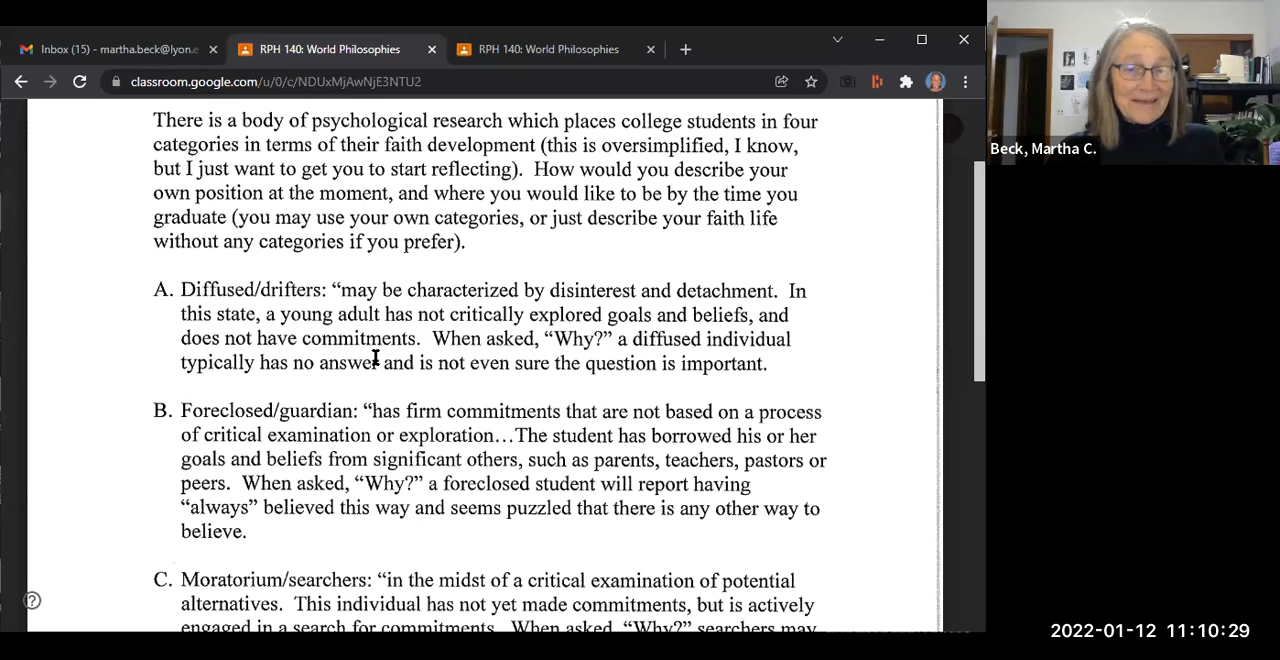 Inbox (15) - martha.beck@lyon.e
RPH 140: World Philosophies
RPH 140: World Philosophies
classroom.google.com/u/0/c/NDUxMjAwNjE3NTU2
There is a body of psychological research which places college students in four
categories in terms of their faith development (this is oversimplified, I know,
but I just want to get you to start reflecting).  How would you describe your
own position at the moment, and where you would like to be by the time you
graduate (you may use your own categories, or just describe your faith life
without any categories if you prefer).
A. Diffused/drifters: “may be characterized by disinterest and detachment.  In
this state, a young adult has not critically explored goals and beliefs, and
does not have commitments.  When asked, “Why?” a diffused individual
typically has no answer and is not even sure the question is important.
B. Foreclosed/guardian: “has firm commitments that are not based on a process
of critical examination or exploration…The student has borrowed his or her
goals and beliefs from significant others, such as parents, teachers, pastors or
peers.  When asked, “Why?” a foreclosed student will report having
“always” believed this way and seems puzzled that there is any other way to
believe.
C. Moratorium/searchers: “in the midst of a critical examination of potential
alternatives.  This individual has not yet made commitments, but is actively
engaged in a search for commitments.  When asked, “Why?” searchers may
Beck, Martha C.
2022-01-12 11:10:29